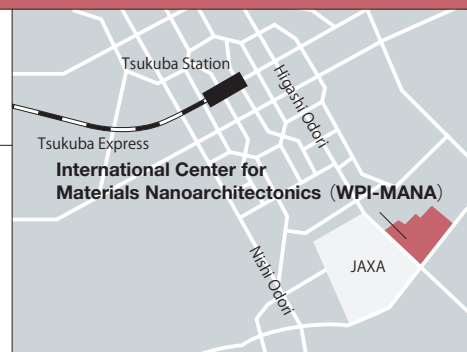 Tsukuba Station
Higashi Odori
Tsukuba Express
International Center for
Materials Nanoarchitectonics（WPI-MANA）
Nishi Odori
JAXA